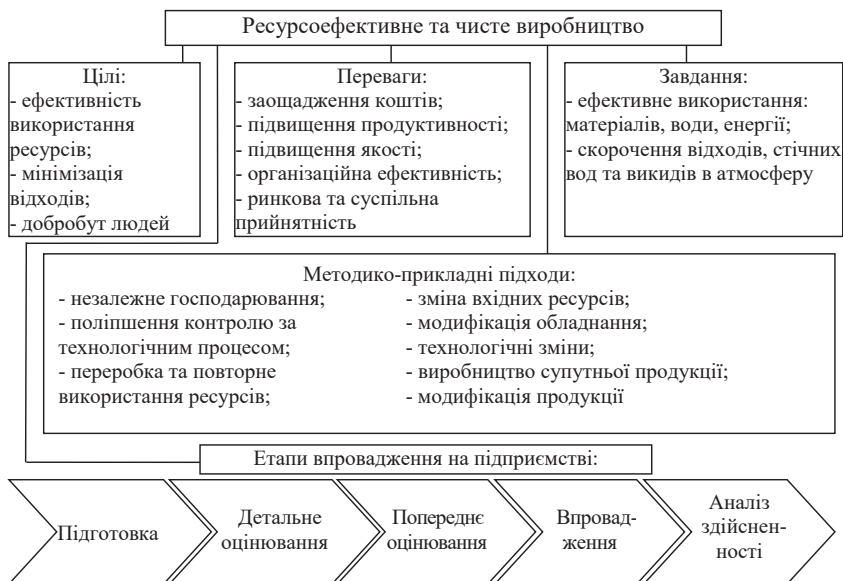 Ресурсоефективне та чисте виробництво
Цілі:
- ефективність
використання
ресурсів;
- мінімізація
відходів;
- добробут людей
Переваги:
- заощадження коштів;
- підвищення продуктивності;
- підвищення якості;
- організаційна ефективність;
- ринкова та суспільна
прийнятність
Завдання:
- ефективне використання:
матеріалів, води, енергії;
- скорочення відходів, стічних
вод та викидів в атмосферу
Методико-прикладні підходи:
- незалежне господарювання;
- поліпшення контролю за
технологічним процесом;
- переробка та повторне
використання ресурсів;
- зміна вхідних ресурсів;
- модифікація обладнання;
- технологічні зміни;
- виробництво супутньої продукції;
- модифікація продукції
Етапи впровадження на підприємстві:
Підготовка
Детальне
оцінювання
Попереднє
оцінювання
Впровад-
ження
Аналіз
здійснен-
ності